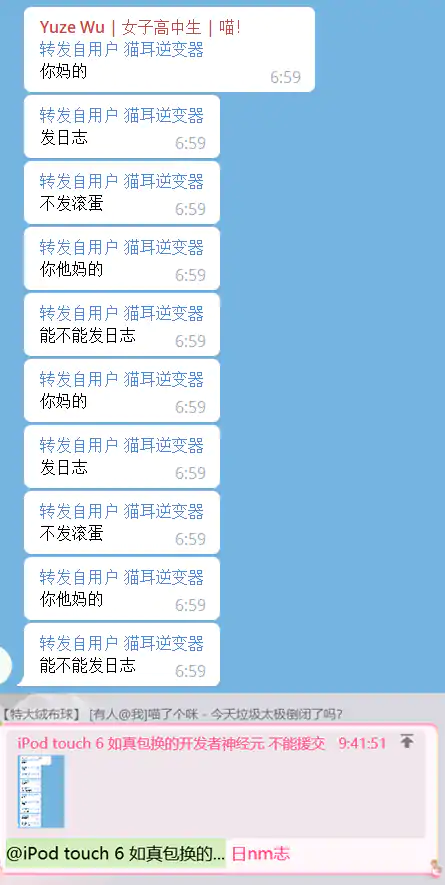 Yuze Wu | 女子高中生 | 喵!
转发自用户 猫耳逆变器
你妈的
6:59
转发自用户 猫耳逆变器
发日志
6:59
转发自用户 猫耳逆变器
不发滚蛋
6:59
转发自用户 猫耳逆变器
你他妈的
6:59
转发自用户 猫耳逆变器
能不能发日志
6:59
转发自用户 猫耳逆变器
你妈的
6:59
转发自用户 猫耳逆变器
发日志
6:59
转发自用户 猫耳逆变器
不发滚蛋
6:59
转发自用户 猫耳逆变器
你他妈的
6:59
转发自用户 猫耳逆变器
能不能发日志
6:59
【特大绒布球】 [有人@我]喵了个咪 - 今天垃圾太极倒闭了吗?
iPod touch 6 如真包换的开发者神经元 不能援交 9:41:51
@iPod touch 6 如真包换的... 日nm志